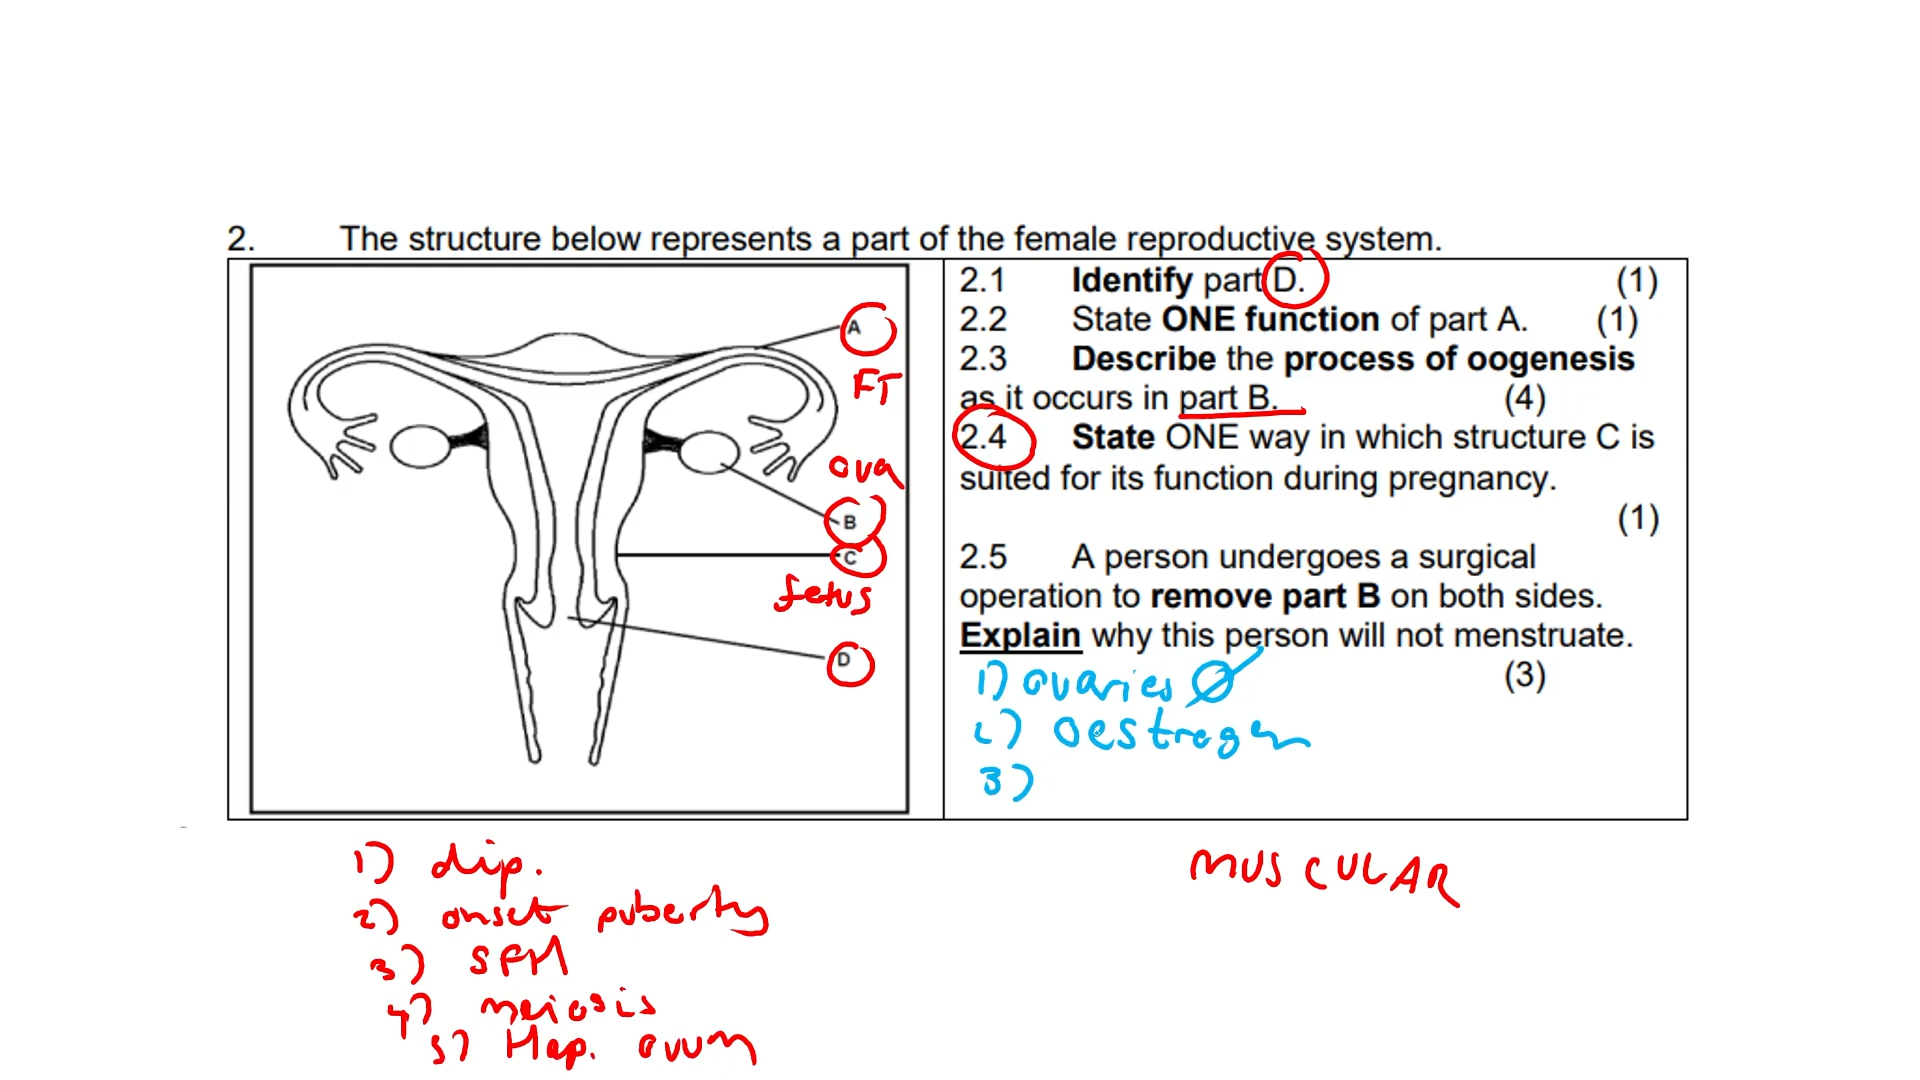 2. The structure below represents a part of the female reproductive system.
A
FT
ova
B
C
fetus
D
2.1 Identify part D. (1)
2.2 State ONE function of part A. (1)
2.3 Describe the process of oogenesis
as it occurs in part B. (4)
2.4 State ONE way in which structure C is
suited for its function during pregnancy.
(1)
2.5 A person undergoes a surgical
operation to remove part B on both sides.
Explain why this person will not menstruate.
(3)
1) ovaries
2) oestrogen
3)
1) dip.
2) onset puberty
3) SFM
4) meiosis
5) Hap. ovum
MUSCULAR